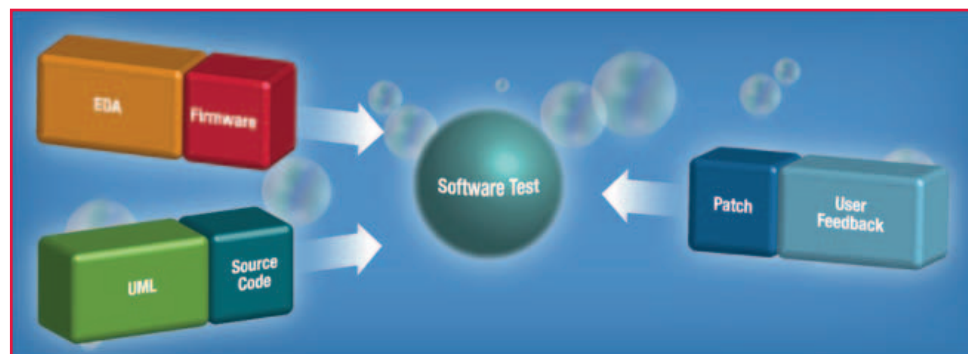 EDA
Firmware
Software Test
Patch
User
Feedback
UML
Source
Code